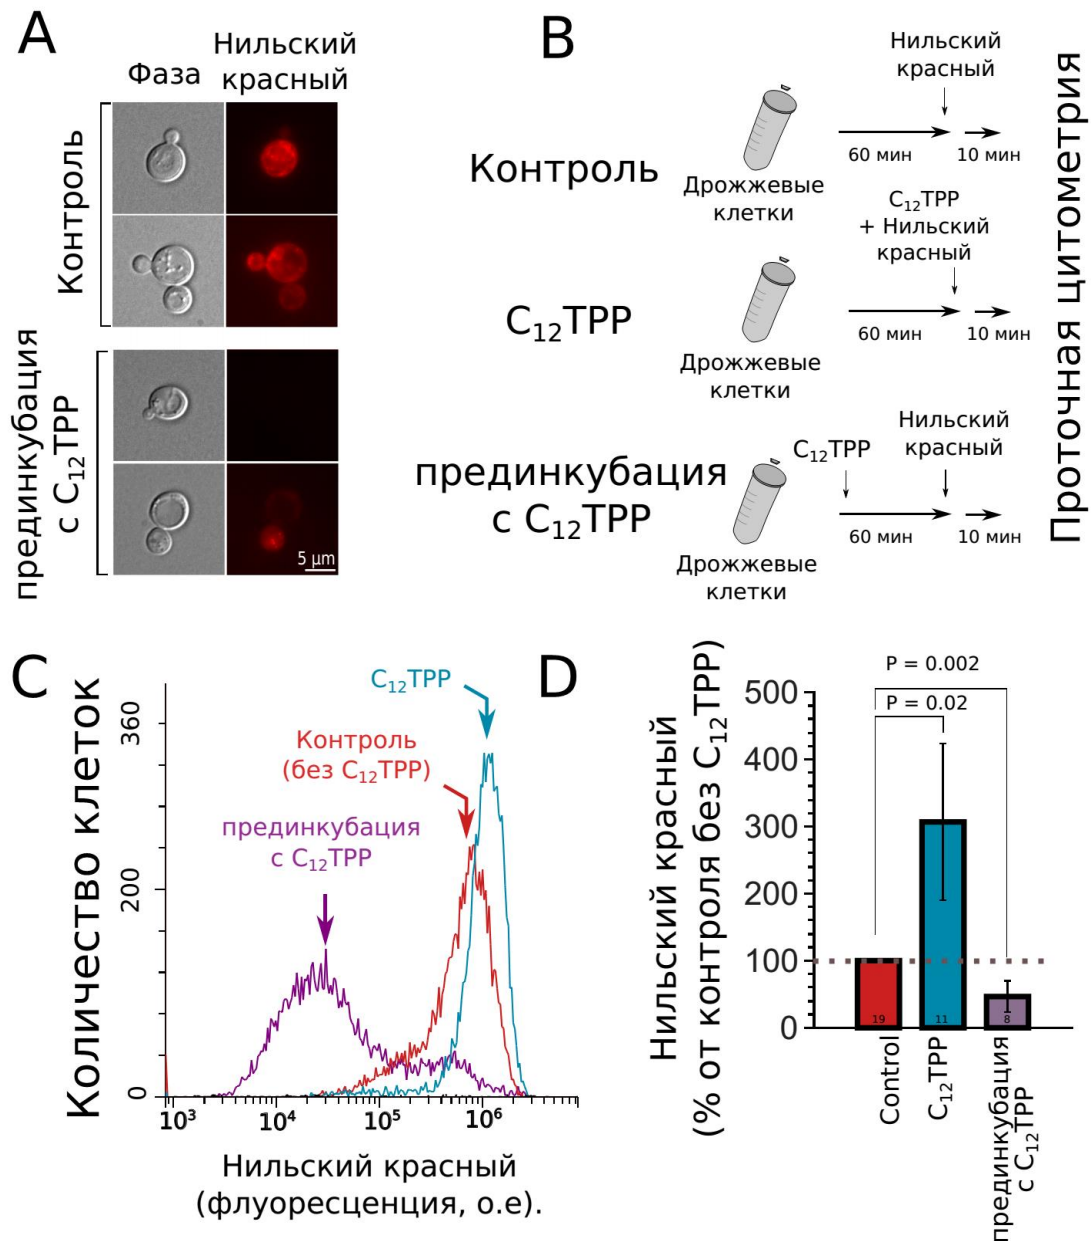 A
Фаза
Нильский
красный
Контроль
прединкубация
с C₁₂TPP
5 µm
B
Контроль
Дрожжевые
клетки
Нильский
красный
60 мин
10 мин
C₁₂TPP
Дрожжевые
клетки
C₁₂TPP
+ Нильский
красный
60 мин
10 мин
прединкубация
с C₁₂TPP
Дрожжевые
клетки
C₁₂TPP
Нильский
красный
60 мин
10 мин
Проточная цитометрия
C
Количество клеток
360
200
0
C₁₂TPP
Контроль
(без C₁₂TPP)
прединкубация
с C₁₂TPP
10³
10⁴
10⁵
10⁶
Нильский красный
(флуоресценция, о.е).
D
Нильский красный
(% от контроля без C₁₂TPP)
500
400
300
200
100
0
P = 0.002
P = 0.02
19
11
8
Control
C₁₂TPP
прединкубация
с C₁₂TPP